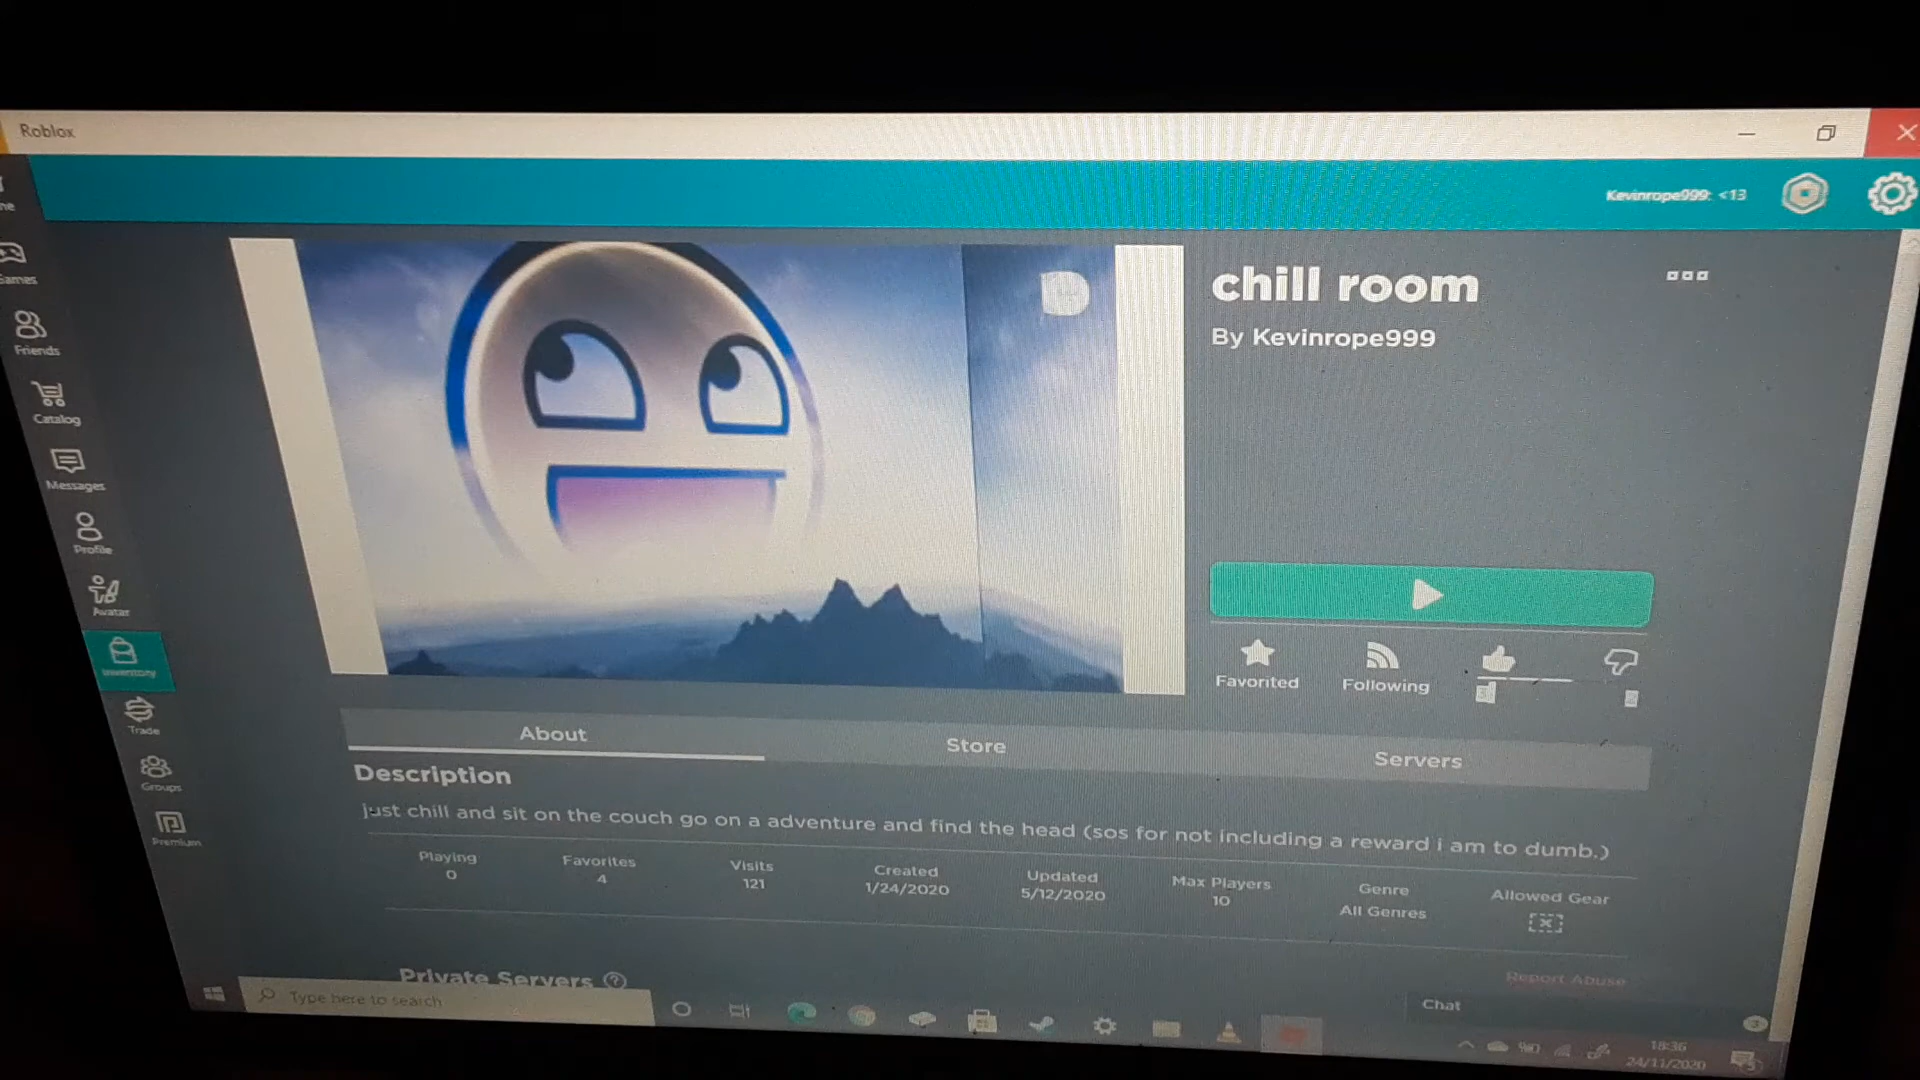 Roblox
Kevinrope999: <13
Games
Friends
Catalog
Messages
Profile
Avatar
Inventory
Trade
Groups
Premium
chill room
By Kevinrope999
Favorited
Following
About
Store
Servers
Description
just chill and sit on the couch go on a adventure and find the head (sos for not including a reward i am to dumb.)
Playing
0
Favorites
4
Visits
121
Created
1/24/2020
Updated
5/12/2020
Max Players
10
Genre
All Genres
Allowed Gear
Private Servers
Report Abuse
Chat
Type here to search
18:36
24/11/2020